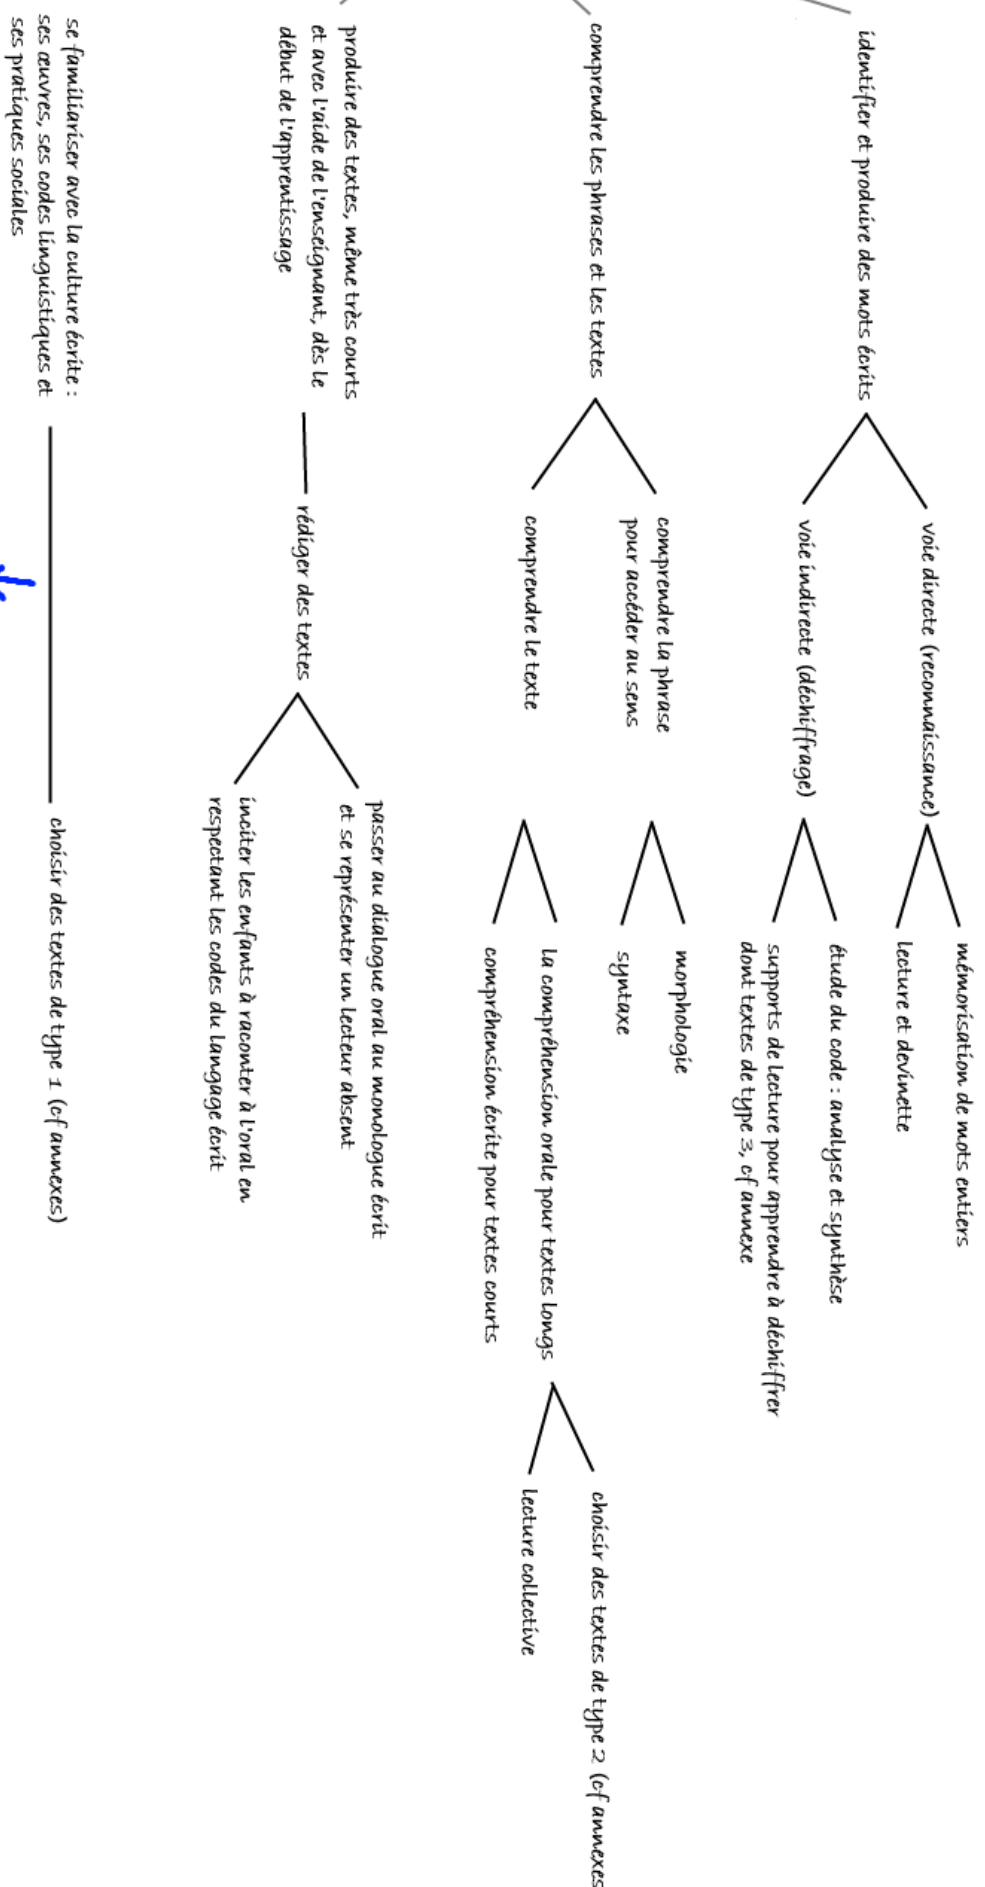 identifier et produire des mots écrits
voie directe (reconnaissance)
mémorisation de mots entiers
lecture et devinette
voie indirecte (déchiffrage)
étude du code : analyse et synthèse
supports de lecture pour apprendre à déchiffrer
dont textes de type 3, cf annexe
comprendre les phrases et les textes
comprendre la phrase
pour accéder au sens
morphologie
syntaxe
comprendre le texte
la compréhension orale pour textes longs
choisir des textes de type 2 (cf annexes
lecture collective
compréhension écrite pour textes courts
produire des textes, même très courts
et avec l'aide de l'enseignant, dès le
début de l'apprentissage
rédiger des textes
passer au dialogue oral au monologue écrit
et se représenter un lecteur absent
inciter les enfants à raconter à l'oral en
respectant les codes du langage écrit
se familiariser avec la culture écrite :
ses œuvres, ses codes linguistiques et
ses pratiques sociales
choisir des textes de type 1 (cf annexes)